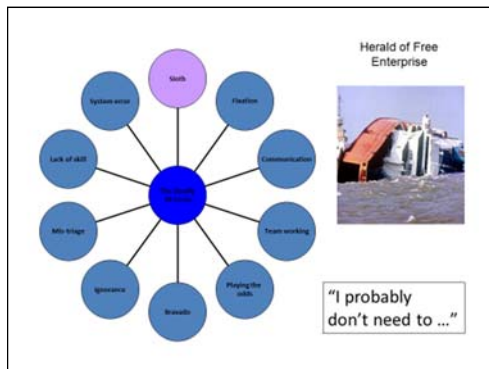 Herald of Free
Enterprise
Sloth
System error
Fixation
Lack of skill
Communication
Mis-triage
Team working
Ignorance
Playing the
odds
Bravado
"I probably
don't need to ..."